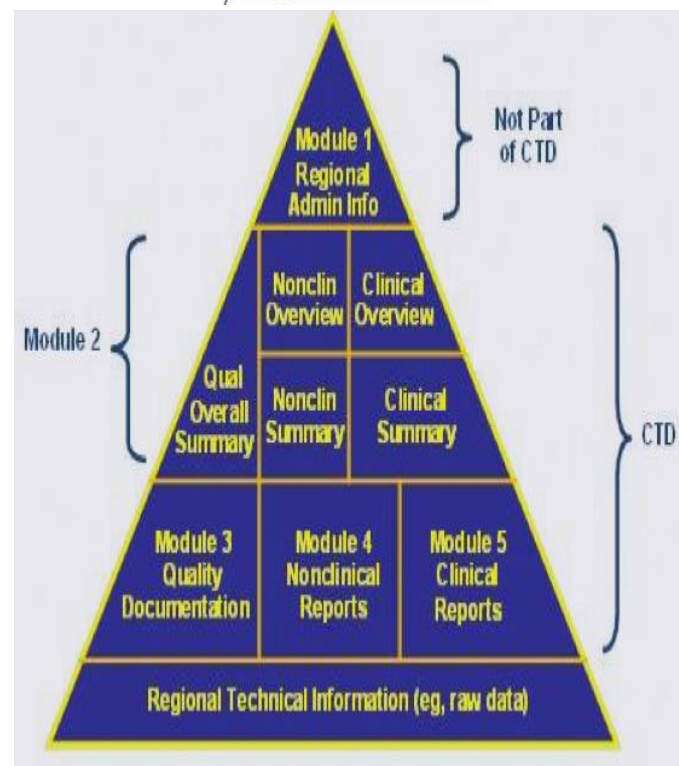 Module 1
Regional
Admin Info
Not Part
of CTD
Module 2
Nonclin
Overview
Clinical
Overview
Qual
Overall
Summary
Nonclin
Summary
Clinical
Summary
CTD
Module 3
Quality
Documentation
Module 4
Nonclinical
Reports
Module 5
Clinical
Reports
Regional Technical Information (eg, raw data)